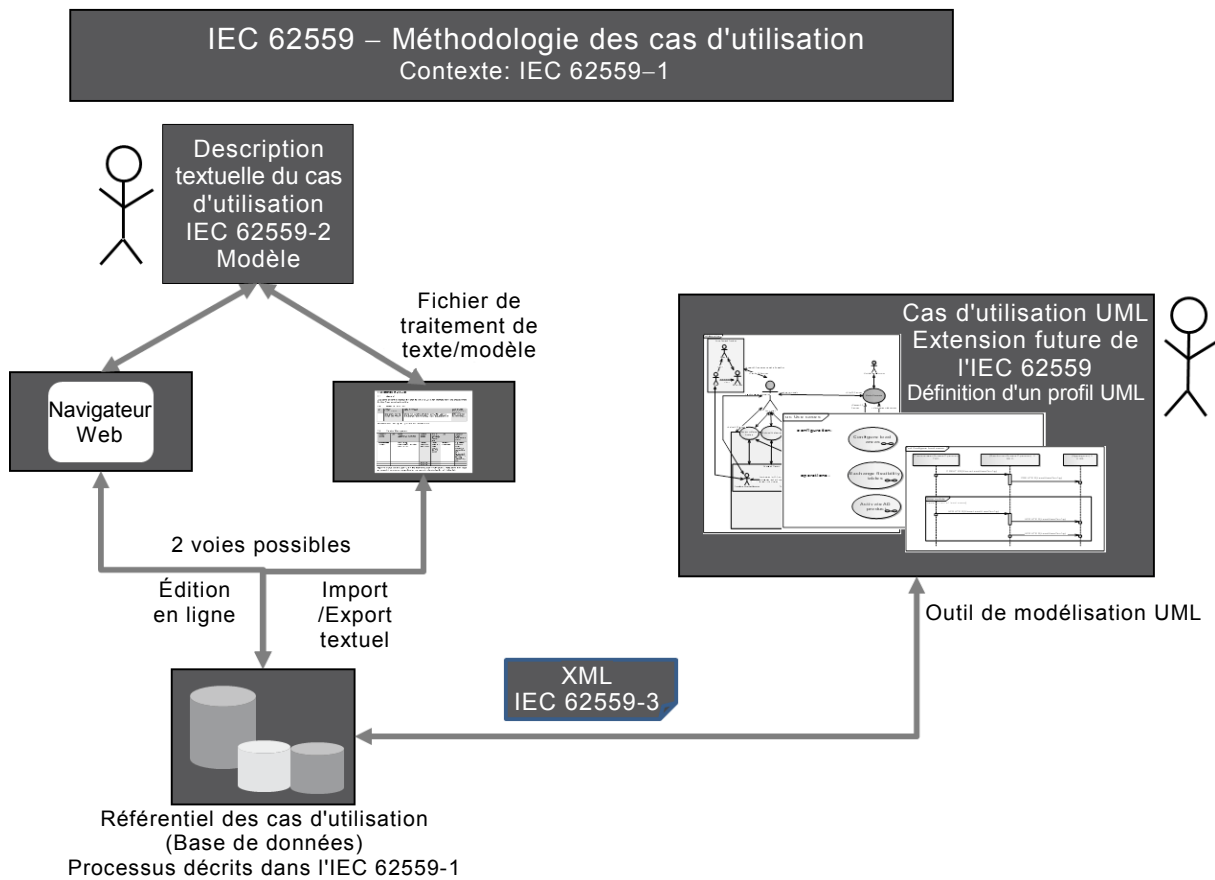 IEC 62559 – Méthodologie des cas d'utilisation
Contexte: IEC 62559–1
Description
textuelle du cas
d'utilisation
IEC 62559-2
Modèle
Fichier de
traitement de
texte/modèle
Navigateur
Web
Cas d'utilisation UML
Extension future de
l'IEC 62559
Définition d'un profil UML
2 voies possibles
Édition
en ligne
Import
/Export
textuel
Outil de modélisation UML
XML
IEC 62559-3
Référentiel des cas d'utilisation
(Base de données)
Processus décrits dans l'IEC 62559-1